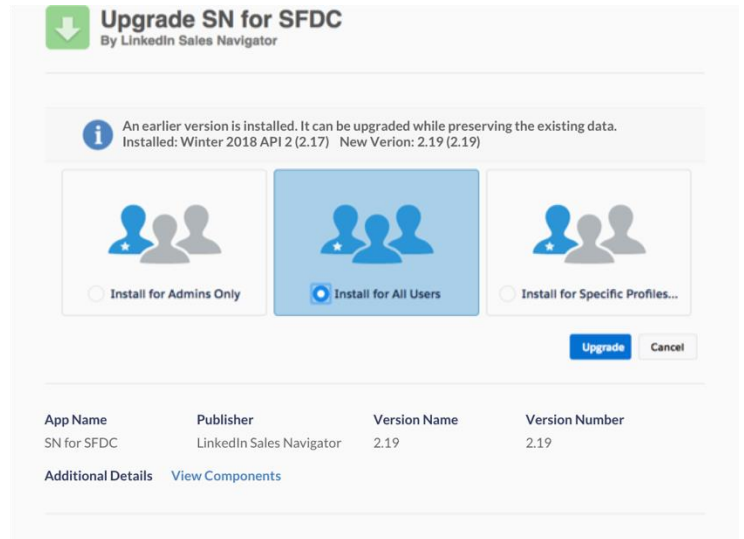 Upgrade SN for SFDC
By LinkedIn Sales Navigator
An earlier version is installed. It can be upgraded while preserving the existing data.
Installed: Winter 2018 API 2 (2.17) New Verion: 2.19 (2.19)
Install for Admins Only
Install for All Users
Install for Specific Profiles...
Upgrade
Cancel
App Name Publisher Version Name Version Number
SN for SFDC LinkedIn Sales Navigator 2.19 2.19
Additional Details View Components